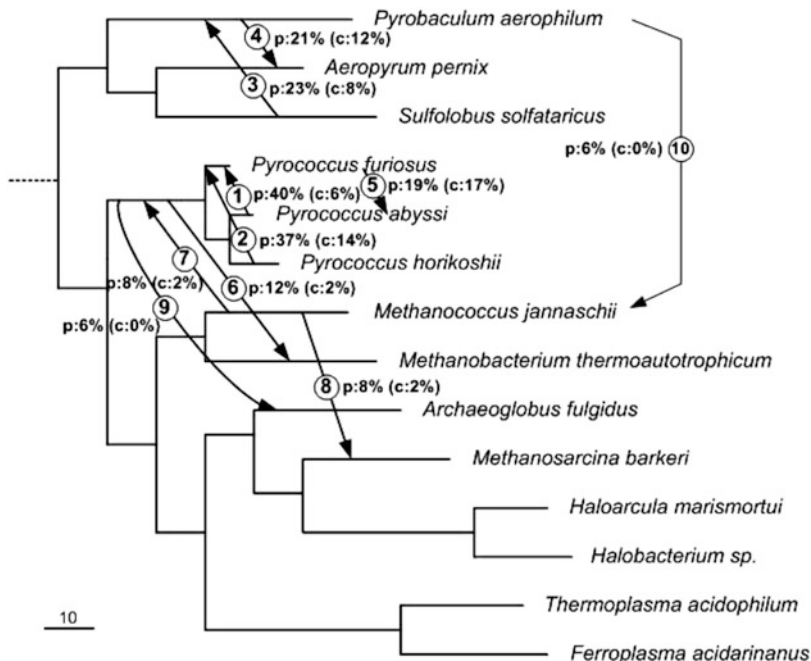 Pyrobaculum aerophilum
4 p:21% (c:12%)
Aeropyrum pernix
3 p:23% (c:8%)
Sulfolobus solfataricus
p:6% (c:0%) 10
Pyrococcus furiosus
1 p:40% (c:6%)
5 p:19% (c:17%)
Pyrococcus abyssi
2 p:37% (c:14%)
Pyrococcus horikoshii
7
p:8% (c:2%)
6 p:12% (c:2%)
9
p:6% (c:0%)
Methanococcus jannaschii
Methanobacterium thermoautotrophicum
8 p:8% (c:2%)
Archaeoglobus fulgidus
Methanosarcina barkeri
Haloarcula marismortui
Halobacterium sp.
Thermoplasma acidophilum
10
Ferroplasma acidarinanus